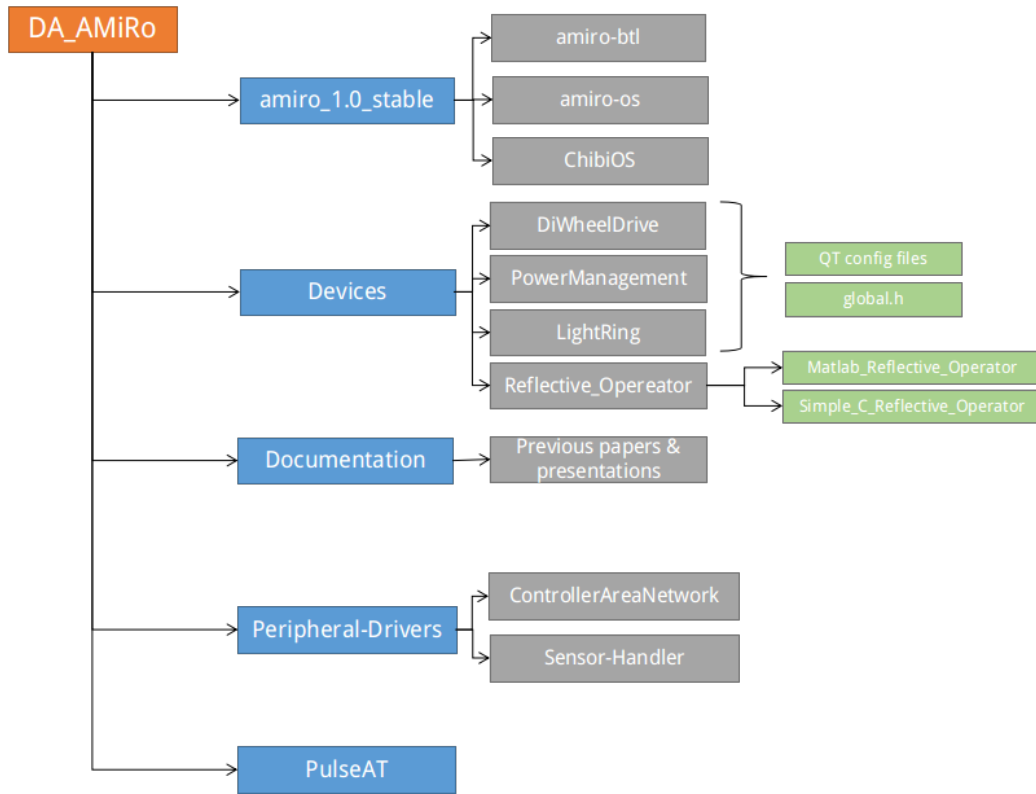 DA_AMiRo
amiro_1.0_stable
amiro-btl
amiro-os
ChibiOS
Devices
DiWheelDrive
PowerManagement
LightRing
QT config files
global.h
Reflective_Opereator
Matlab_Reflective_Operator
Simple_C_Reflective_Operator
Documentation
Previous papers &
presentations
Peripheral-Drivers
ControllerAreaNetwork
Sensor-Handler
PulseAT